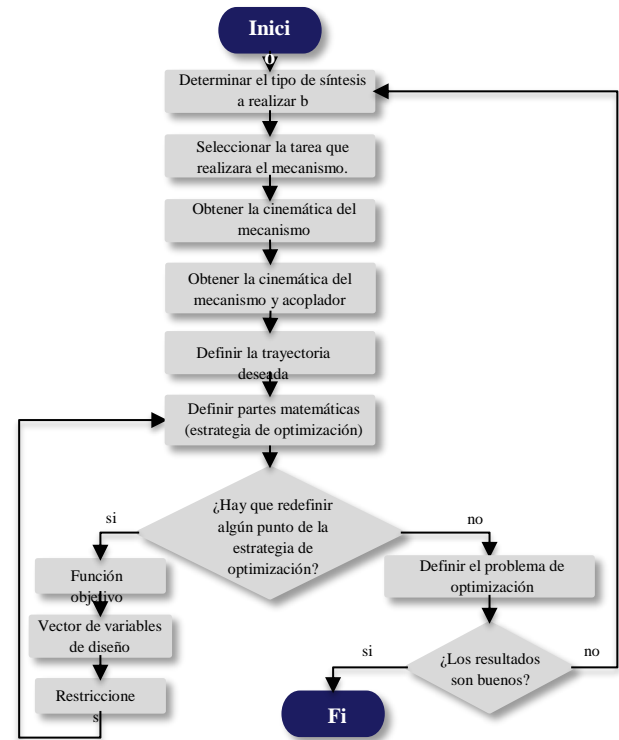 Inici
o
Determinar el tipo de síntesis
a realizar b
Seleccionar la tarea que
realizara el mecanismo.
Obtener la cinemática del
mecanismo
Obtener la cinemática del
mecanismo y acoplador
Definir la trayectoria
deseada
Definir partes matemáticas
(estrategia de optimización)
¿Hay que redefinir
algún punto de la
estrategia de
optimización?
si
no
Función
objetivo
Vector de variables
de diseño
Restriccione
s
Definir el problema de
optimización
¿Los resultados
son buenos?
si
no
Fi